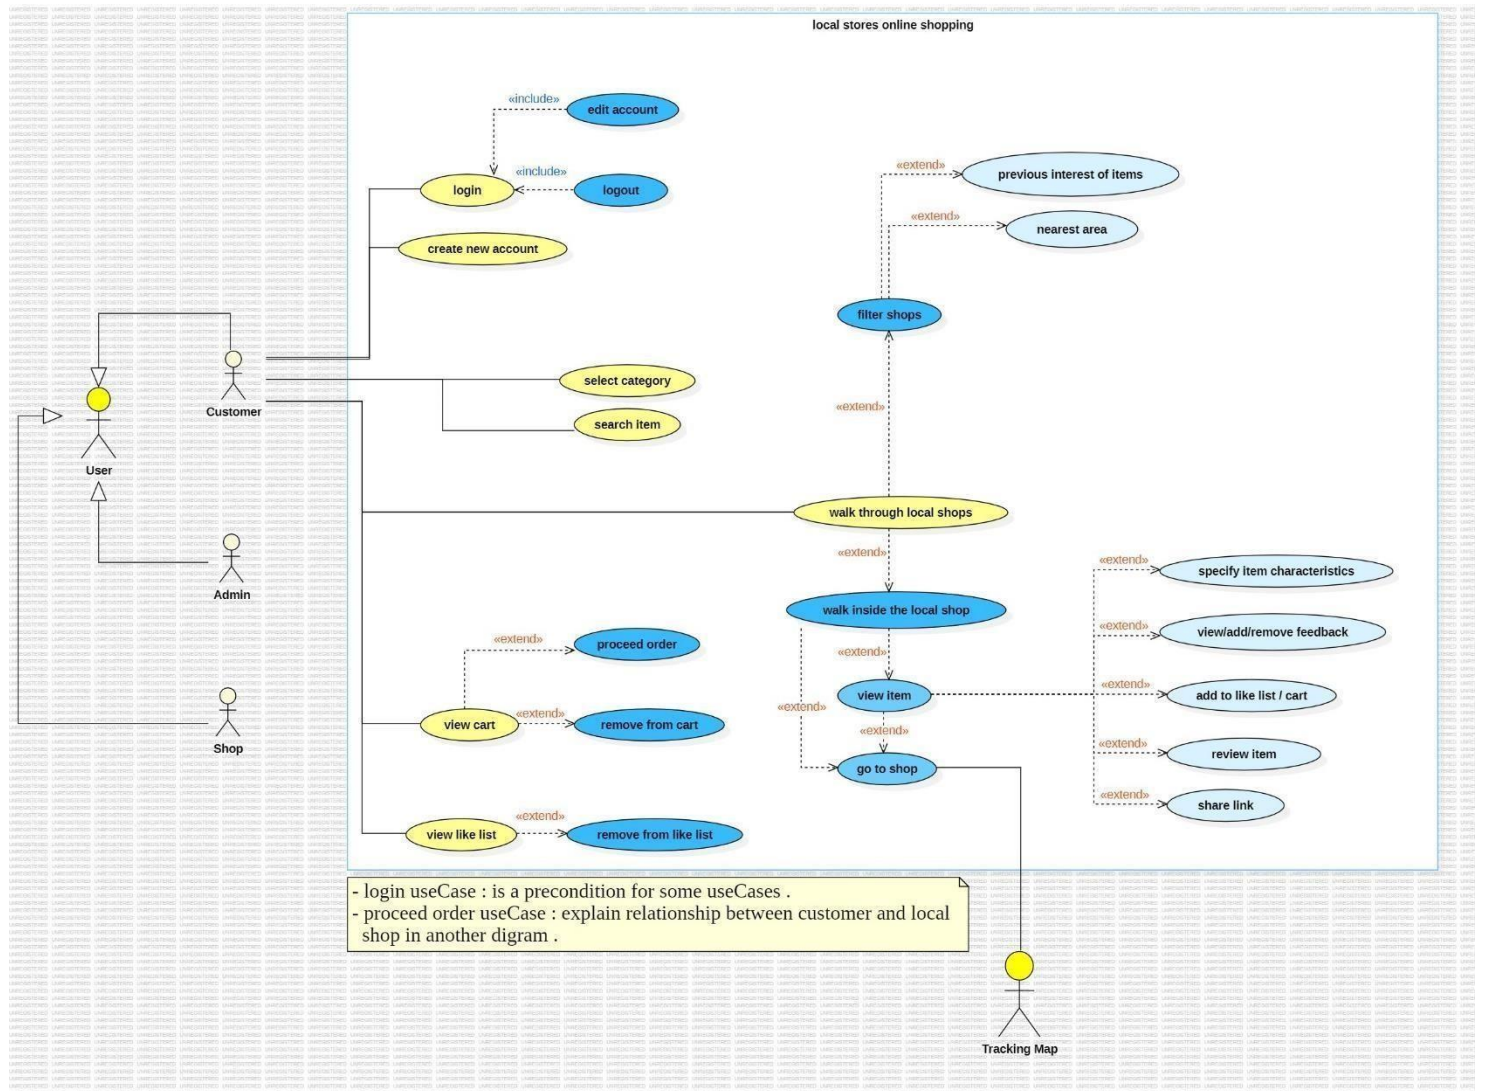 local stores online shopping
«include»
edit account
«include»
login
logout
create new account
«extend»
previous interest of items
«extend»
nearest area
filter shops
«extend»
Customer
User
select category
search item
walk through local shops
«extend»
Admin
walk inside the local shop
«extend»
specify item characteristics
«extend»
view/add/remove feedback
«extend»
proceed order
«extend»
view item
«extend»
add to like list / cart
«extend»
«extend»
Shop
view cart
«extend»
remove from cart
«extend»
review item
go to shop
«extend»
share link
view like list
«extend»
remove from like list
- login useCase : is a precondition for some useCases .
- proceed order useCase : explain relationship between customer and local
shop in another digram .
Tracking Map
UNREGISTERED